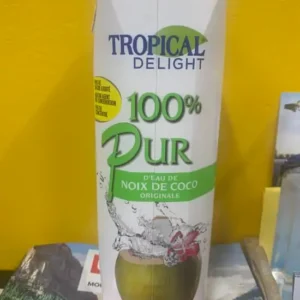 TROPICAL
DELIGHT
100%
PUR
D'EAU DE
NOIX DE COCO
ORIGINALE